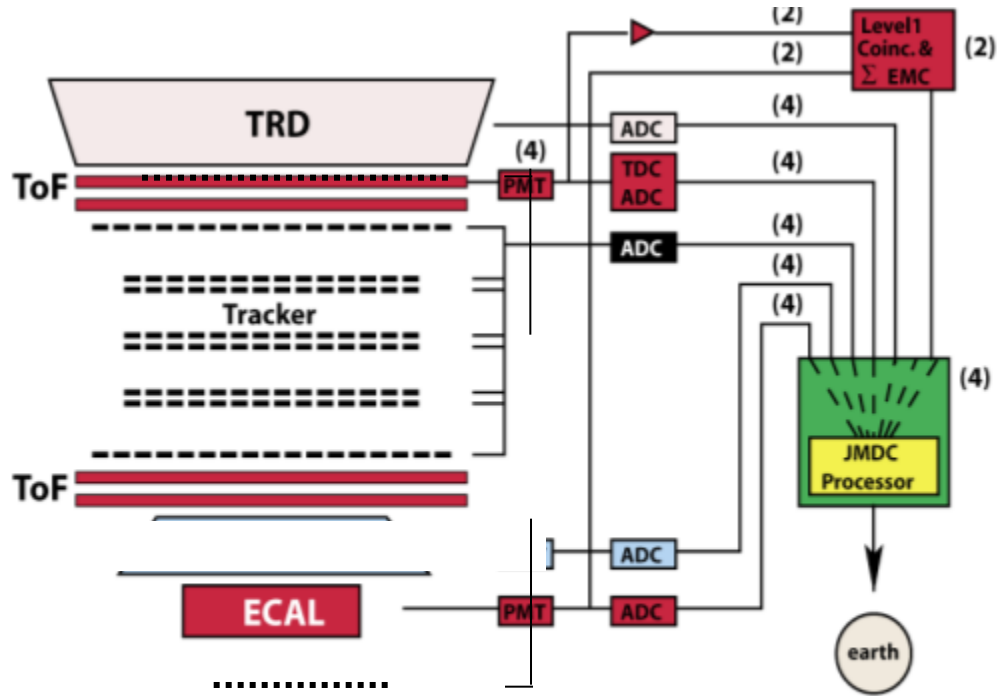 (2)
Level1
Coinc. &
Σ EMC
(2)
(2)
TRD
(4)
ADC
(4)
ToF
PMT
TDC
ADC
(4)
ADC
(4)
(4)
Tracker
(4)
(4)
JMDC
Processor
ToF
ADC
ECAL
PMT
ADC
earth